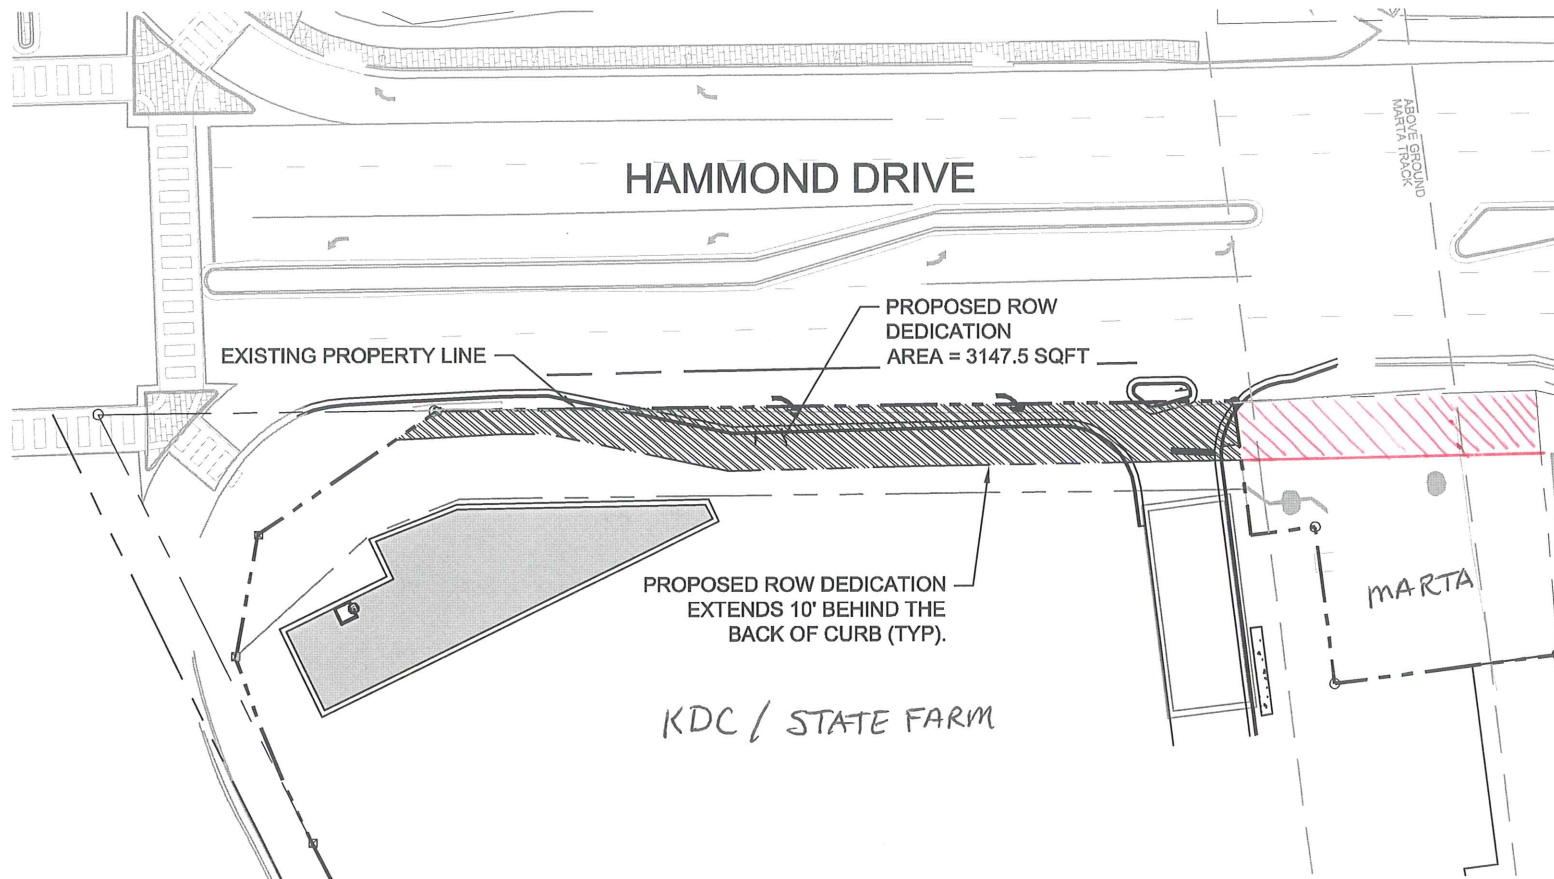 ABOVE GROUND
MARTA TRACK
HAMMOND DRIVE
PROPOSED ROW
DEDICATION
AREA = 3147.5 SQFT
EXISTING PROPERTY LINE
PROPOSED ROW DEDICATION
EXTENDS 10' BEHIND THE
BACK OF CURB (TYP).
MARTA
KDC / STATE FARM